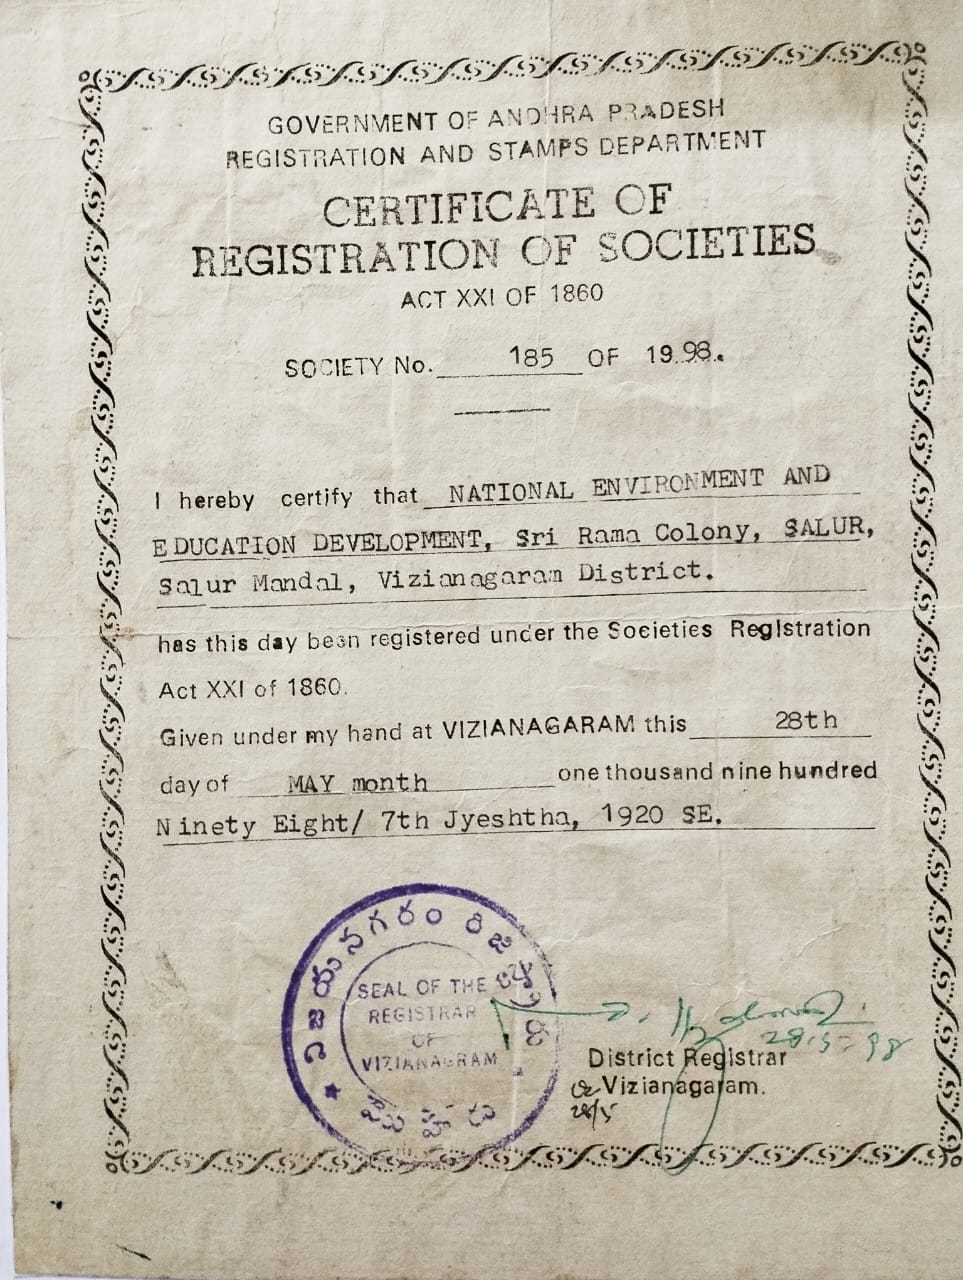 GOVERNMENT OF ANDHRA PRADESH
REGISTRATION AND STAMPS DEPARTMENT
CERTIFICATE OF
REGISTRATION OF SOCIETIES
ACT XXI OF 1860
SOCIETY No. 185 OF 19.98.
I hereby certify that NATIONAL ENVIRONMENT AND
EDUCATION DEVELOPMENT, Sri Rama Colony, SALUR,
Salur Mandal, Vizianagaram District.
has this day been registered under the Societies Registration
Act XXI of 1860.
Given under my hand at VIZIANAGARAM this 28th
day of MAY month one thousand nine hundred
Ninety Eight/ 7th Jyeshtha, 1920 SE.
SEAL OF THE
REGISTRAR
OF
VIZIANAGRAM
28-5-98
District Registrar
Vizianagaram.
28/5